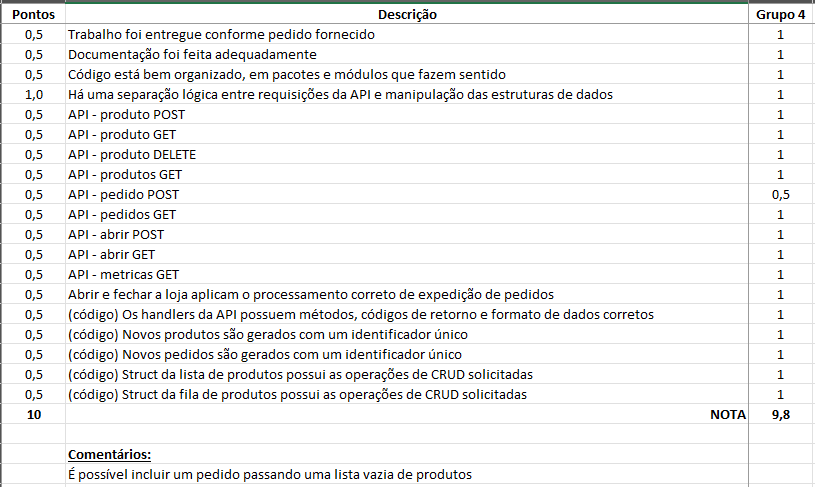 Pontos Descrição Grupo 4
0,5 Trabalho foi entregue conforme pedido fornecido 1
0,5 Documentação foi feita adequadamente 1
0,5 Código está bem organizado, em pacotes e módulos que fazem sentido 1
1,0 Há uma separação lógica entre requisições da API e manipulação das estruturas de dados 1
0,5 API - produto POST 1
0,5 API - produto GET 1
0,5 API - produto DELETE 1
0,5 API - produtos GET 1
0,5 API - pedido POST 0,5
0,5 API - pedidos GET 1
0,5 API - abrir POST 1
0,5 API - abrir GET 1
0,5 API - metricas GET 1
0,5 Abrir e fechar a loja aplicam o processamento correto de expedição de pedidos 1
0,5 (código) Os handlers da API possuem métodos, códigos de retorno e formato de dados corretos 1
0,5 (código) Novos produtos são gerados com um identificador único 1
0,5 (código) Novos pedidos são gerados com um identificador único 1
0,5 (código) Struct da lista de produtos possui as operações de CRUD solicitadas 1
0,5 (código) Struct da fila de produtos possui as operações de CRUD solicitadas 1
10 NOTA 9,8
Comentários:
É possível incluir um pedido passando uma lista vazia de produtos